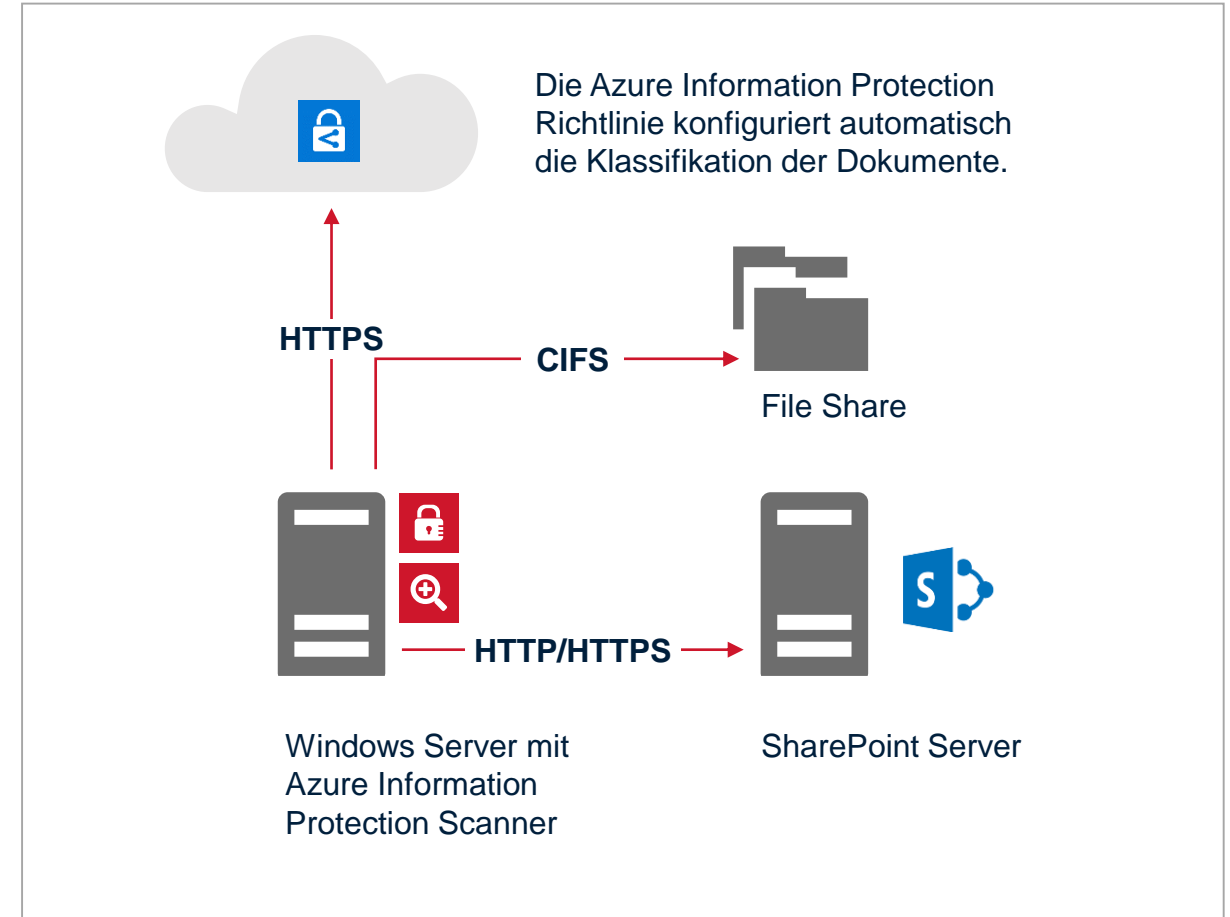 Die Azure Information Protection
Richtlinie konfiguriert automatisch
die Klassifikation der Dokumente.
HTTPS
CIFS
File Share
S
HTTP/HTTPS
Windows Server mit
Azure Information
Protection Scanner
SharePoint Server